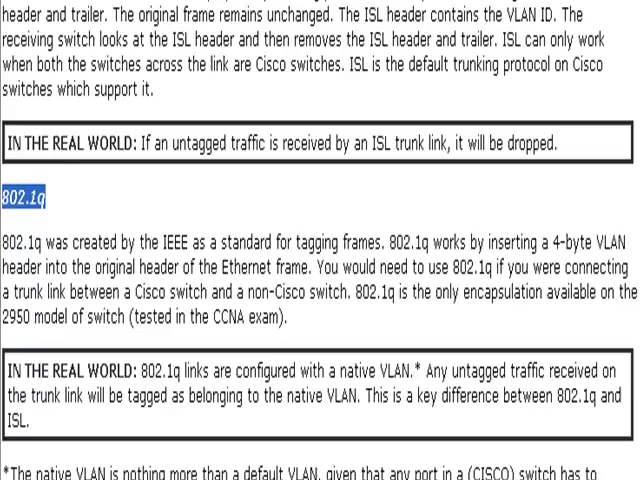 header and trailer. The original frame remains unchanged. The ISL header contains the VLAN ID. The
receiving switch looks at the ISL header and then removes the ISL header and trailer. ISL can only work
when both the switches across the link are Cisco switches. ISL is the default trunking protocol on Cisco
switches which support it.
IN THE REAL WORLD: If an untagged traffic is received by an ISL trunk link, it will be dropped.
802.1q
802.1q was created by the IEEE as a standard for tagging frames. 802.1q works by inserting a 4-byte VLAN
header into the original header of the Ethernet frame. You would need to use 802.1q if you were connecting
a trunk link between a Cisco switch and a non-Cisco switch. 802.1q is the only encapsulation available on the
2950 model of switch (tested in the CCNA exam).
IN THE REAL WORLD: 802.1q links are configured with a native VLAN.* Any untagged traffic received on
the trunk link will be tagged as belonging to the native VLAN. This is a key difference between 802.1q and
ISL.
*The native VLAN is nothing more than a default VLAN, given that any port in a (CISCO) switch has to